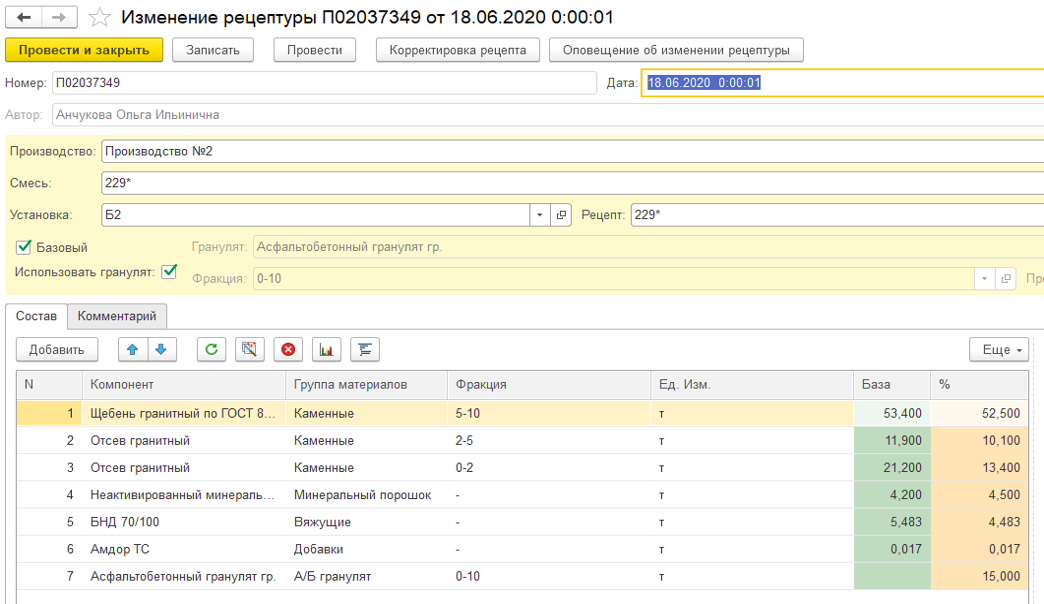 Изменение рецептуры П02037349 от 18.06.2020 0:00:01
Провести и закрыть Записать Провести Корректировка рецепта Оповещение об изменении рецептуры
Номер: П02037349 Дата: 18.06.2020 0:00:01
Автор: Анчукова Ольга Ильинична
Производство: Производство №2
Смесь: 229*
Установка: Б2 Рецепт: 229*
Базовый Гранулят: Асфальтобетонный гранулят гр.
Использовать гранулят: Фракция: 0-10
Состав Комментарий
Добавить Еще
N Компонент Группа материалов Фракция Ед. Изм. База %
1 Щебень гранитный по ГОСТ 8... Каменные 5-10 т 53,400 52,500
2 Отсев гранитный Каменные 2-5 т 11,900 10,100
3 Отсев гранитный Каменные 0-2 т 21,200 13,400
4 Неактивированный минераль... Минеральный порошок - т 4,200 4,500
5 БНД 70/100 Вяжущие - т 5,483 4,483
6 Амдор ТС Добавки - т 0,017 0,017
7 Асфальтобетонный гранулят гр. А/Б гранулят 0-10 т 15,000